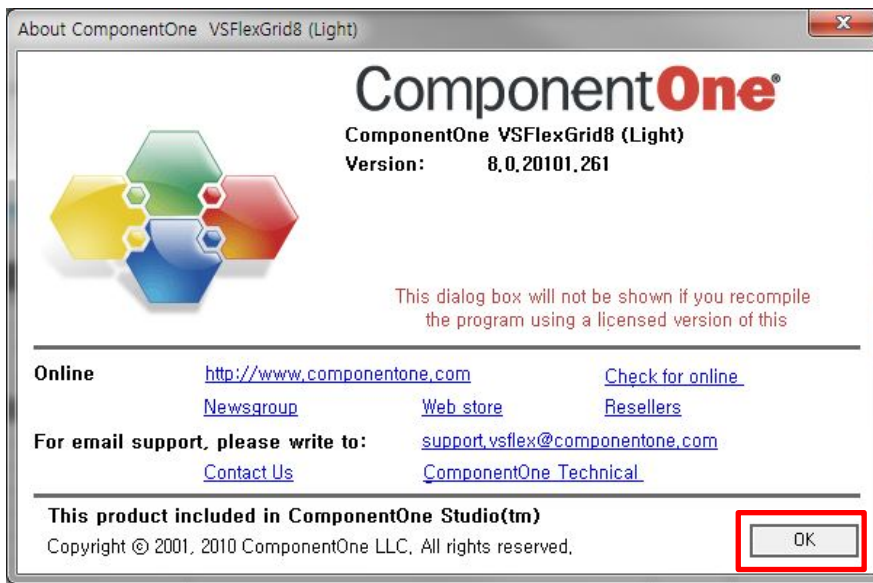 About ComponentOne VSFlexGrid8 (Light)
ComponentOne®
ComponentOne VSFlexGrid8 (Light)
Version: 8.0.20101.261
This dialog box will not be shown if you recompile
the program using a licensed version of this
Online http://www.componentone.com Check for online
Newsgroup Web store Resellers
For email support, please write to: support.vsflex@componentone.com
Contact Us ComponentOne Technical
This product included in ComponentOne Studio(tm)
Copyright © 2001, 2010 ComponentOne LLC, All rights reserved.
OK